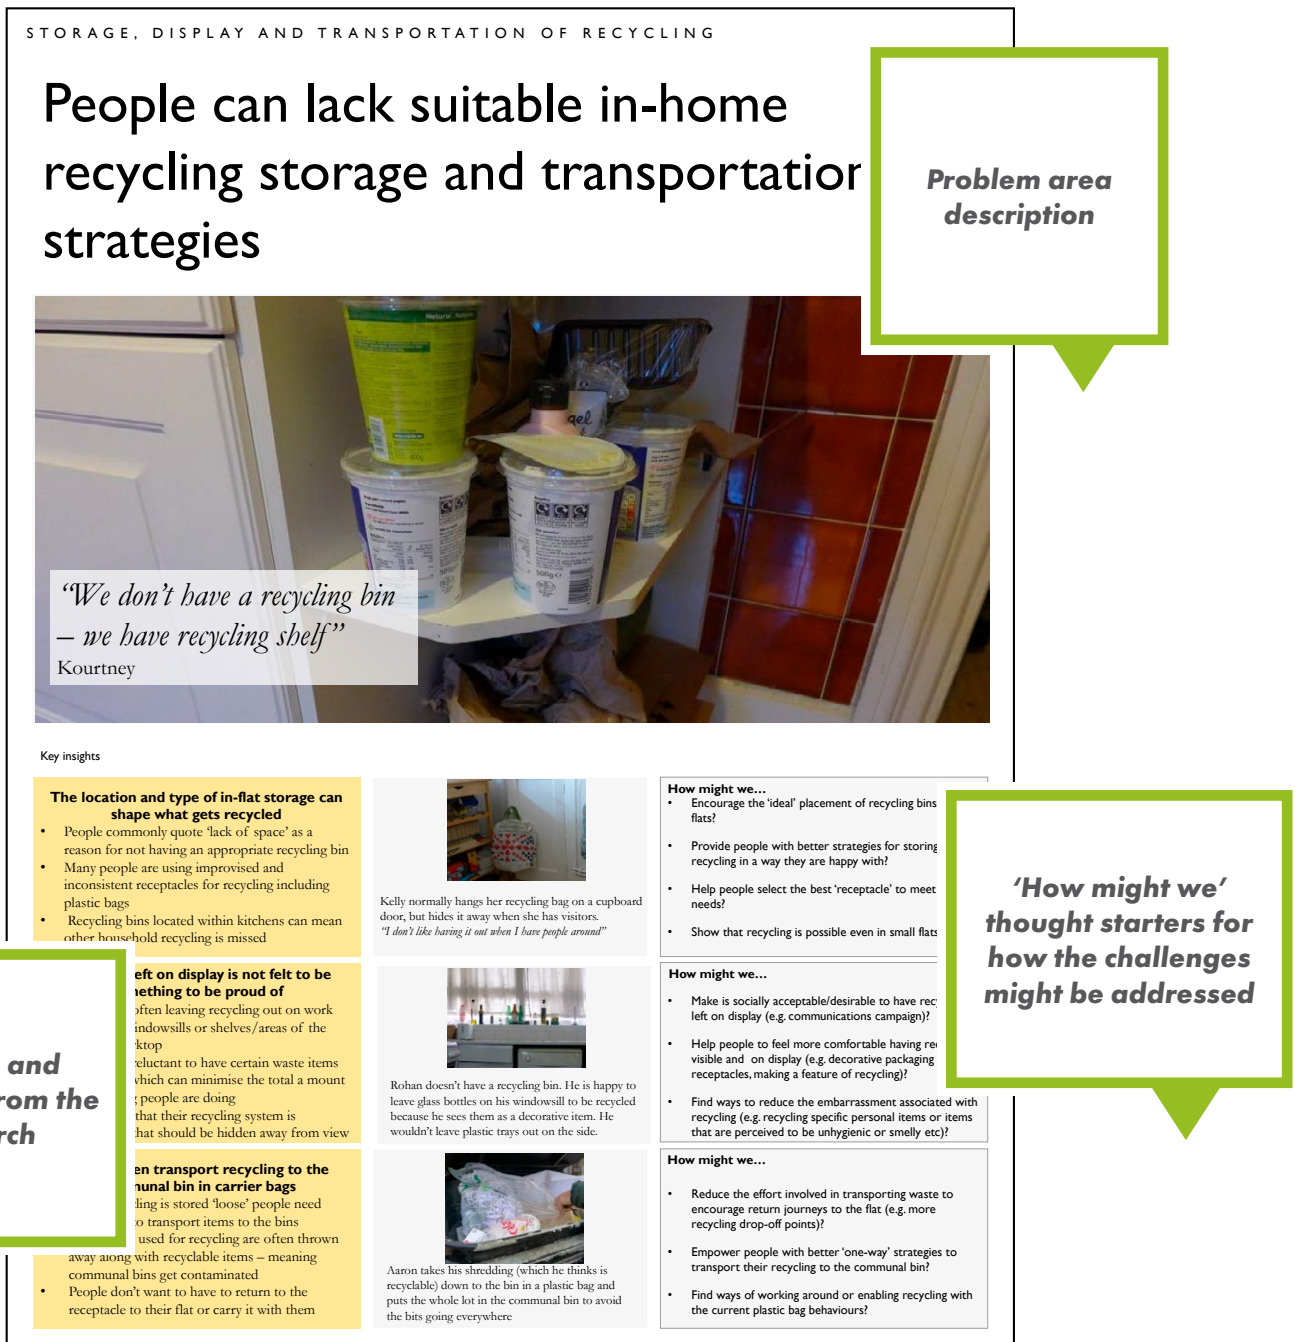 STORAGE, DISPLAY AND TRANSPORTATION OF RECYCLING
People can lack suitable in-home
recycling storage and transportation
strategies
Problem area
description
Natural
gel
500g e
“We don’t have a recycling bin
– we have recycling shelf”
Kourtney
Key insights
The location and type of in-flat storage can
shape what gets recycled
• People commonly quote ‘lack of space’ as a
reason for not having an appropriate recycling bin
• Many people are using improvised and
inconsistent receptacles for recycling including
plastic bags
• Recycling bins located within kitchens can mean
other household recycling is missed
Kelly normally hangs her recycling bag on a cupboard
door, but hides it away when she has visitors.
“I don’t like having it out when I have people around”
How might we…
• Encourage the ‘ideal’ placement of recycling bins
flats?
• Provide people with better strategies for storing
recycling in a way they are happy with?
• Help people select the best ‘receptacle’ to meet
needs?
• Show that recycling is possible even in small flats
‘How might we’
thought starters for
how the challenges
might be addressed
left on display is not felt to be
something to be proud of
often leaving recycling out on work
windowsills or shelves/areas of the
reluctant to have certain waste items
which can minimise the total a mount
people are doing
that their recycling system is
that should be hidden away from view
and
from the
Rohan doesn’t have a recycling bin. He is happy to
leave glass bottles on his windowsill to be recycled
because he sees them as a decorative item. He
wouldn’t leave plastic trays out on the side.
How might we…
• Make is socially acceptable/desirable to have
left on display (e.g. communications campaign)?
• Help people to feel more comfortable having
visible and on display (e.g. decorative packaging
receptacles, making a feature of recycling)?
• Find ways to reduce the embarrassment associated with
recycling (e.g. recycling specific personal items or items
that are perceived to be unhygienic or smelly etc)?
transport recycling to the
communal bin in carrier bags
is stored ‘loose’ people need
to transport items to the bins
used for recycling are often thrown
away along with recyclable items – meaning
communal bins get contaminated
• People don’t want to have to return to the
receptacle to their flat or carry it with them
Aaron takes his shredding (which he thinks is
recyclable) down to the bin in a plastic bag and
puts the whole lot in the communal bin to avoid
the bits going everywhere
How might we…
• Reduce the effort involved in transporting waste to
encourage return journeys to the flat (e.g. more
recycling drop-off points)?
• Empower people with better ‘one-way’ strategies to
transport their recycling to the communal bin?
• Find ways of working around or enabling recycling with
the current plastic bag behaviours?